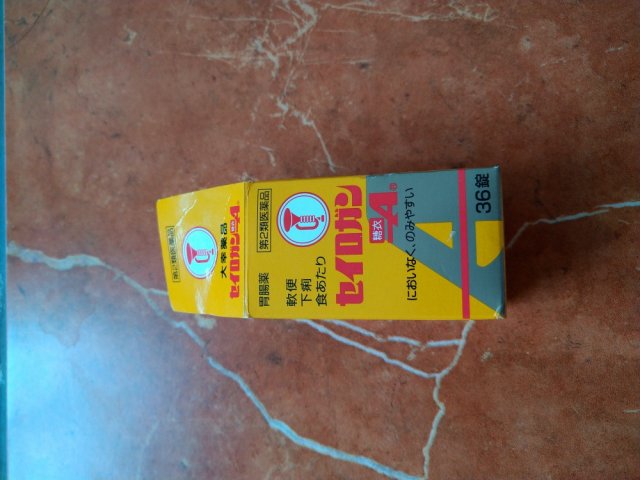 第2類医薬品
大幸薬品
セイロガン
糖衣
A®
第2類医薬品
胃腸薬
軟便
下痢
食あたり
セイロガン
糖衣
A®
においなく、のみやすい
36錠